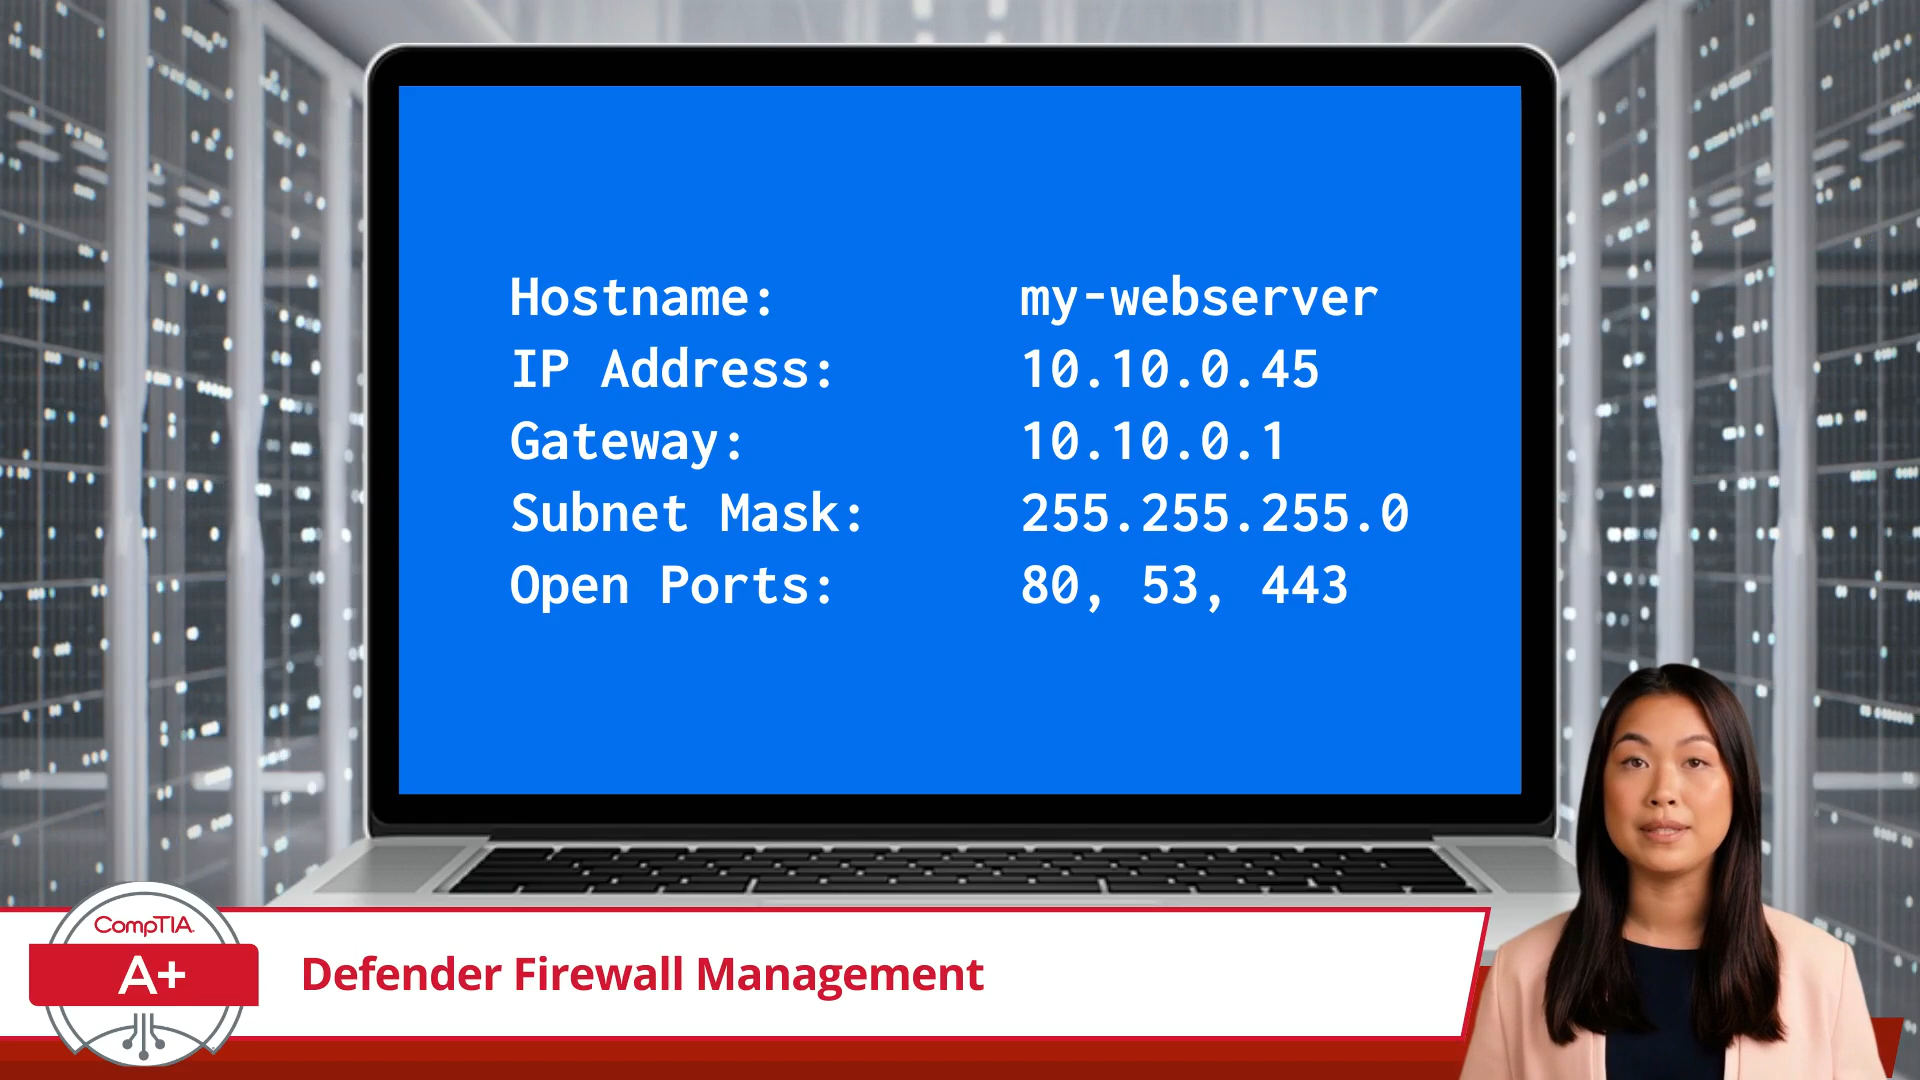 Hostname: my-webserver
IP Address: 10.10.0.45
Gateway: 10.10.0.1
Subnet Mask: 255.255.255.0
Open Ports: 80, 53, 443
CompTIA
A+
Defender Firewall Management